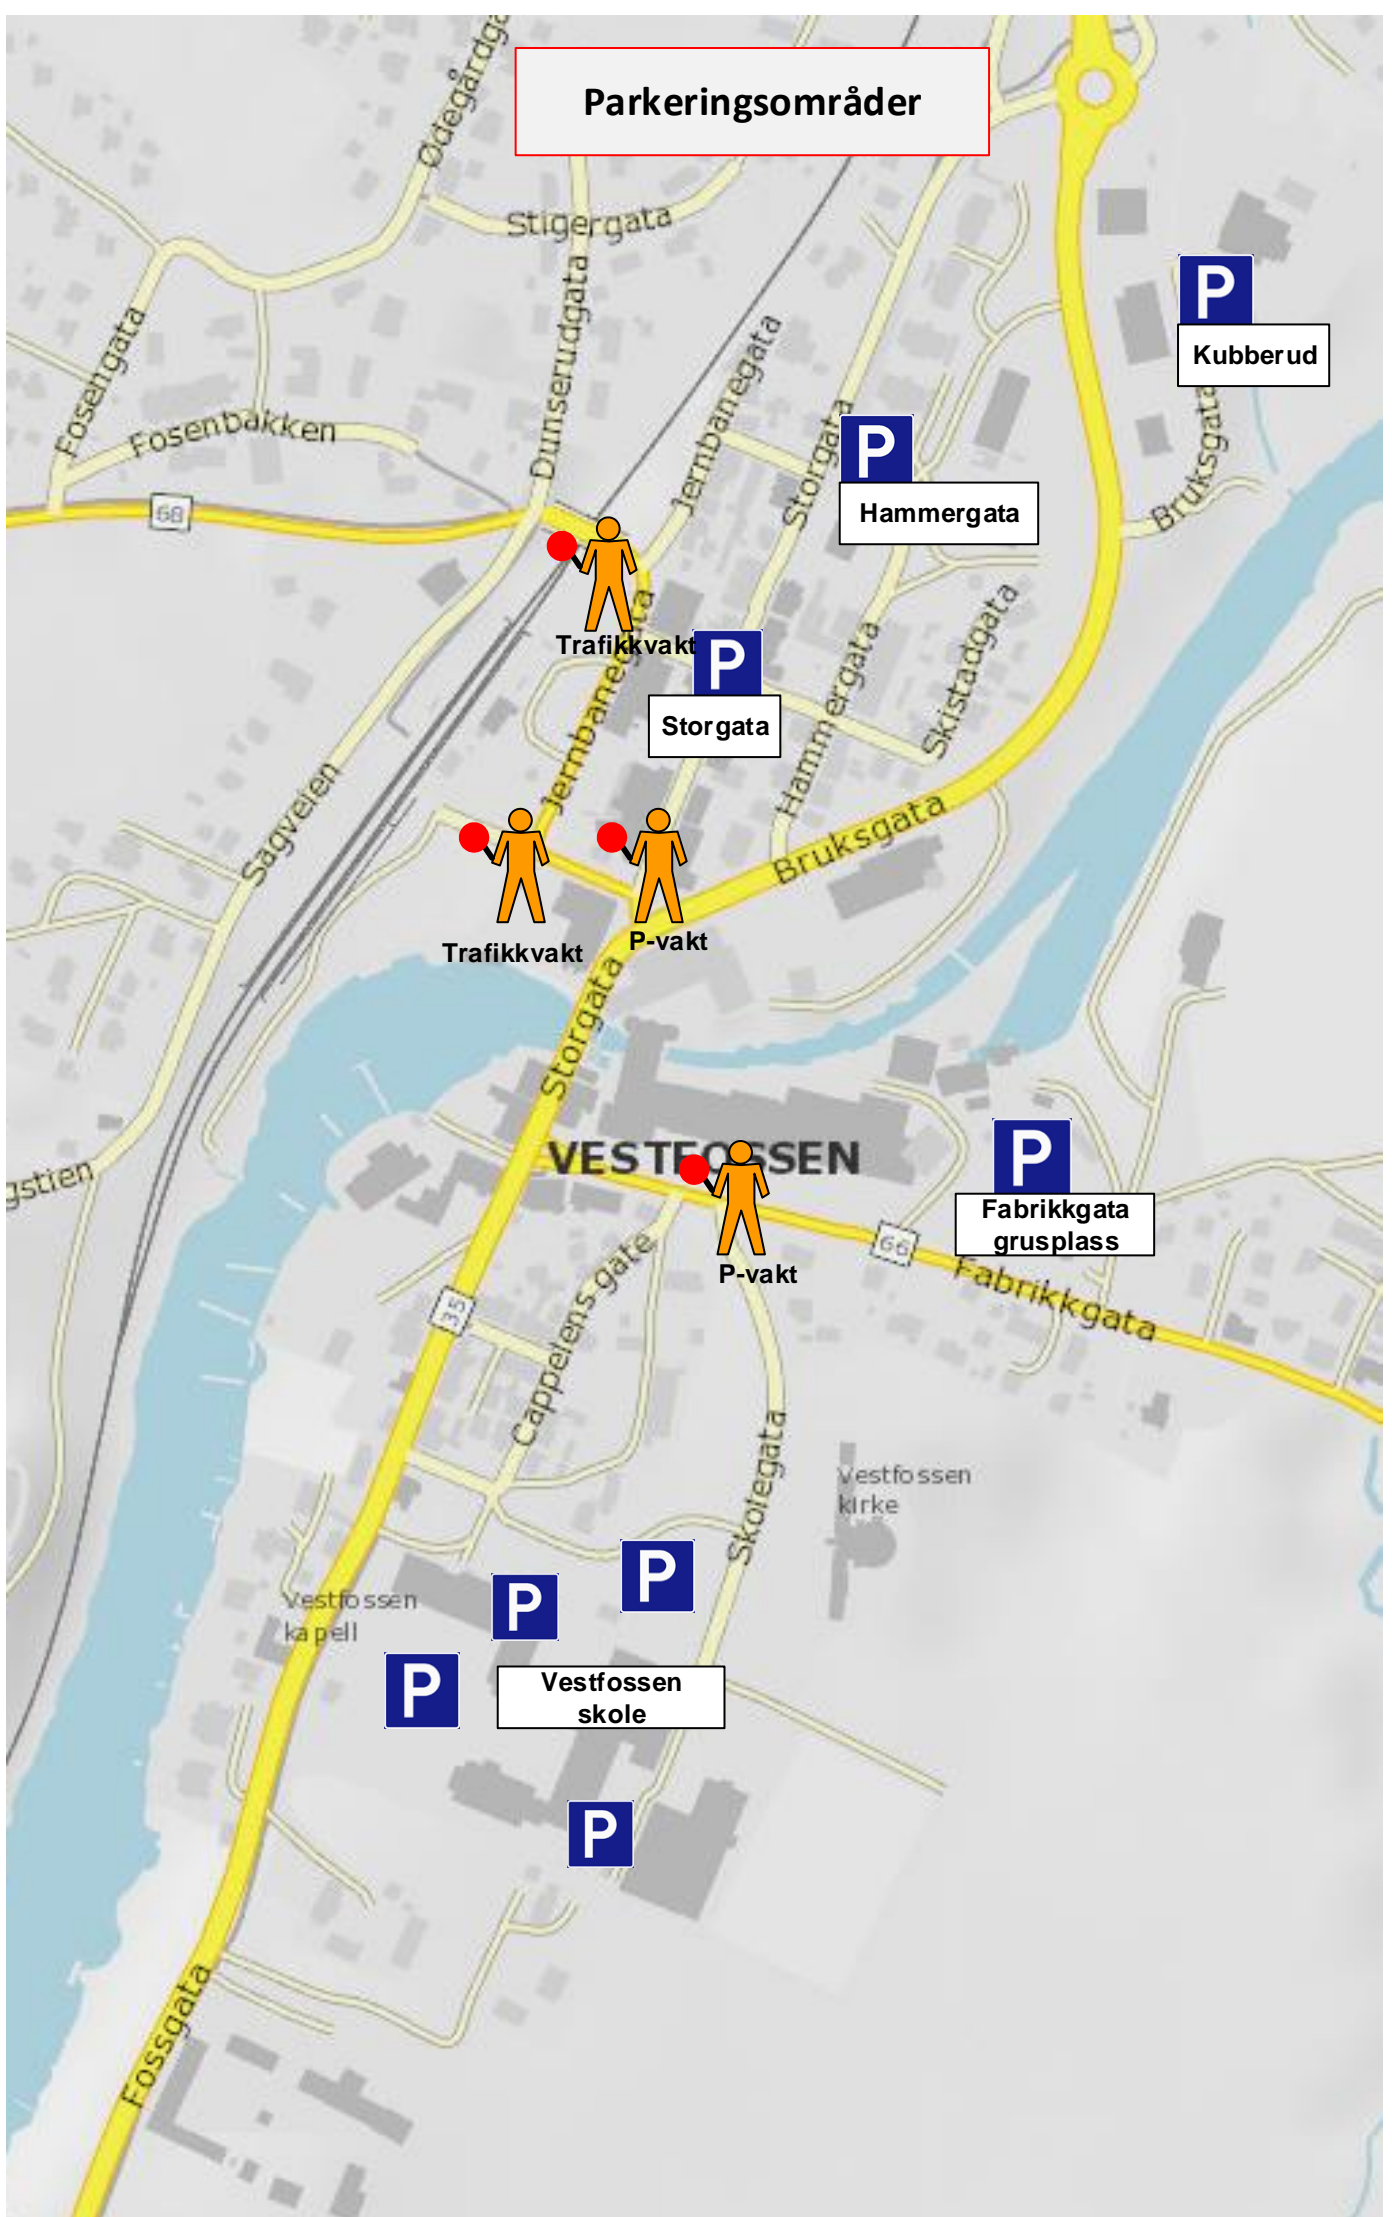 Parkeringsområder
Ødegårdga
Stigergata
Dunserudgata
Fosengata
Fosenbakken
68
Jernbanegata
Storgata
P
Kubberud
Bruksgata
P
Hammergata
Trafikkvakt
Jernbanegata
P
Storgata
Hammergata
Skistadgata
Sagveien
Bruksgata
Trafikkvakt
P-vakt
Storgata
VESTFOSSEN
gstien
P
Fabrikkgata
grusplass
P-vakt
66
Fabrikkgata
35
Cappelens gate
Skolegata
Vestfossen
kirke
P
P
Vestfossen
kapell
P
Vestfossen
skole
P
Fossgata